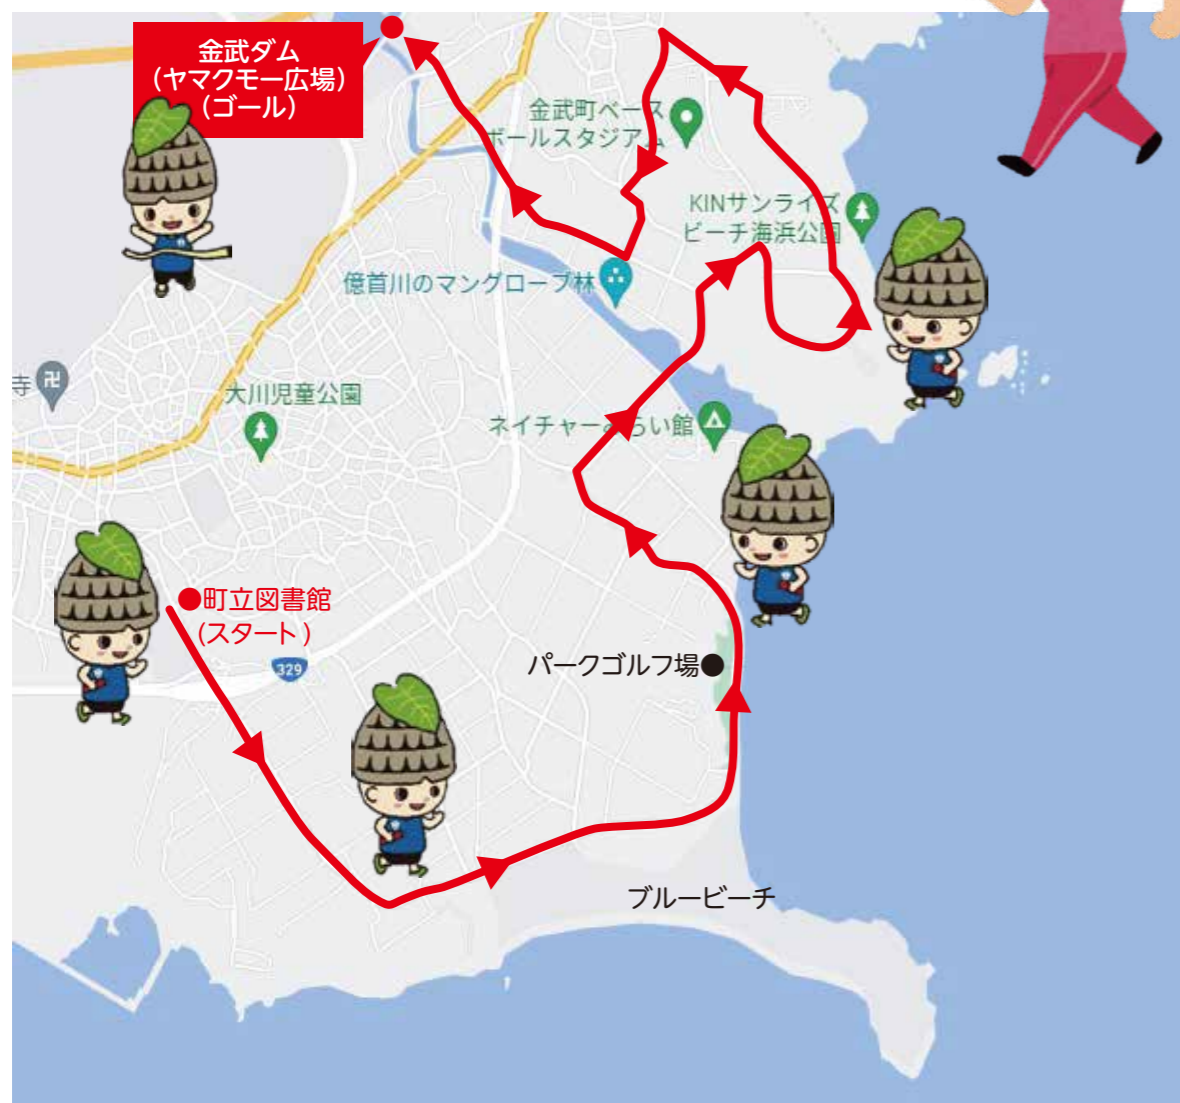 金武ダム
(ヤマクモー広場)
(ゴール)
金武町ベース
ボールスタジアム
KINサンライズ
ビーチ海浜公園
億首川のマングローブ林
寺
卍
大川児童公園
ネイチャーみらい館
●町立図書館
(スタート)
329
パークゴルフ場●
ブルービーチ